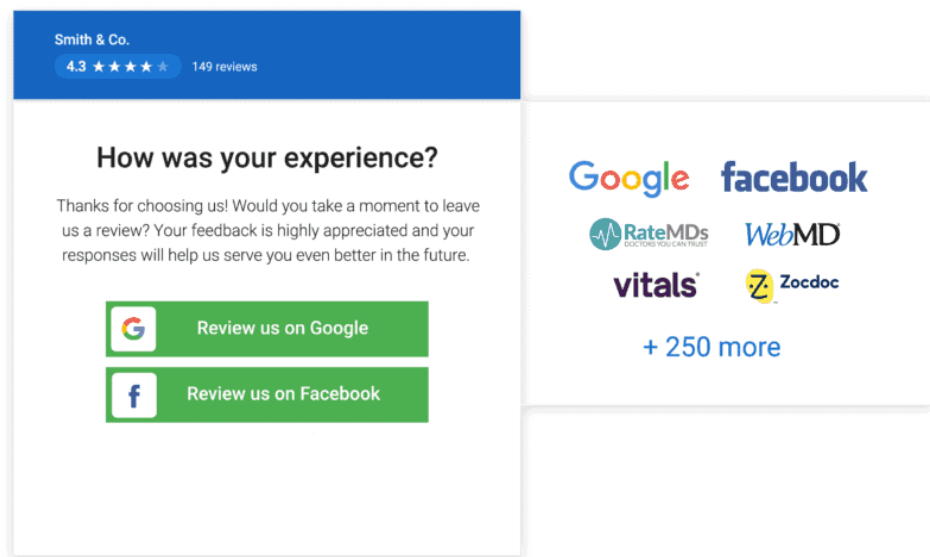 Smith & Co.
4.3 ★★★★★ 149 reviews
How was your experience?
Thanks for choosing us! Would you take a moment to leave
us a review? Your feedback is highly appreciated and your
responses will help us serve you even better in the future.
G Review us on Google
f Review us on Facebook
Google facebook
RateMDs WebMD
DOCTORS YOU CAN TRUST
vitals Zocdoc
+ 250 more